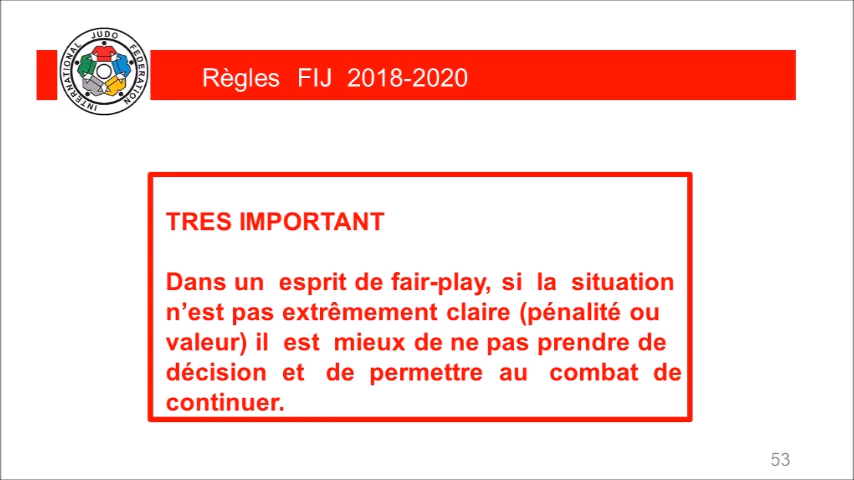 INTERNATIONAL JUDO FEDERATION
Règles FIJ 2018-2020
TRES IMPORTANT
Dans un esprit de fair-play, si la situation
n’est pas extrêmement claire (pénalité ou
valeur) il est mieux de ne pas prendre de
décision et de permettre au combat de
continuer.
53